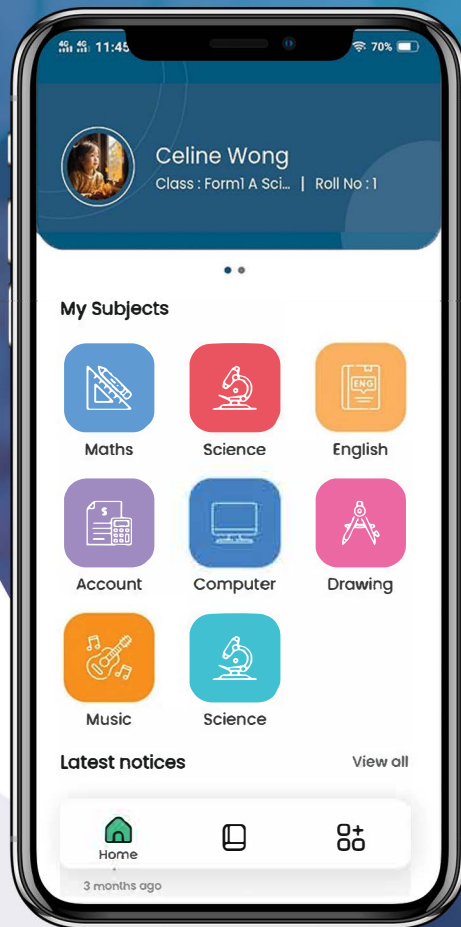 4G 4G 11:45 70%
Celine Wong
Class : Form1 A Sci... | Roll No : 1
My Subjects
ENG
Maths Science English
$
Account Computer Drawing
Music Science
Latest notices View all
Home
3 months ago